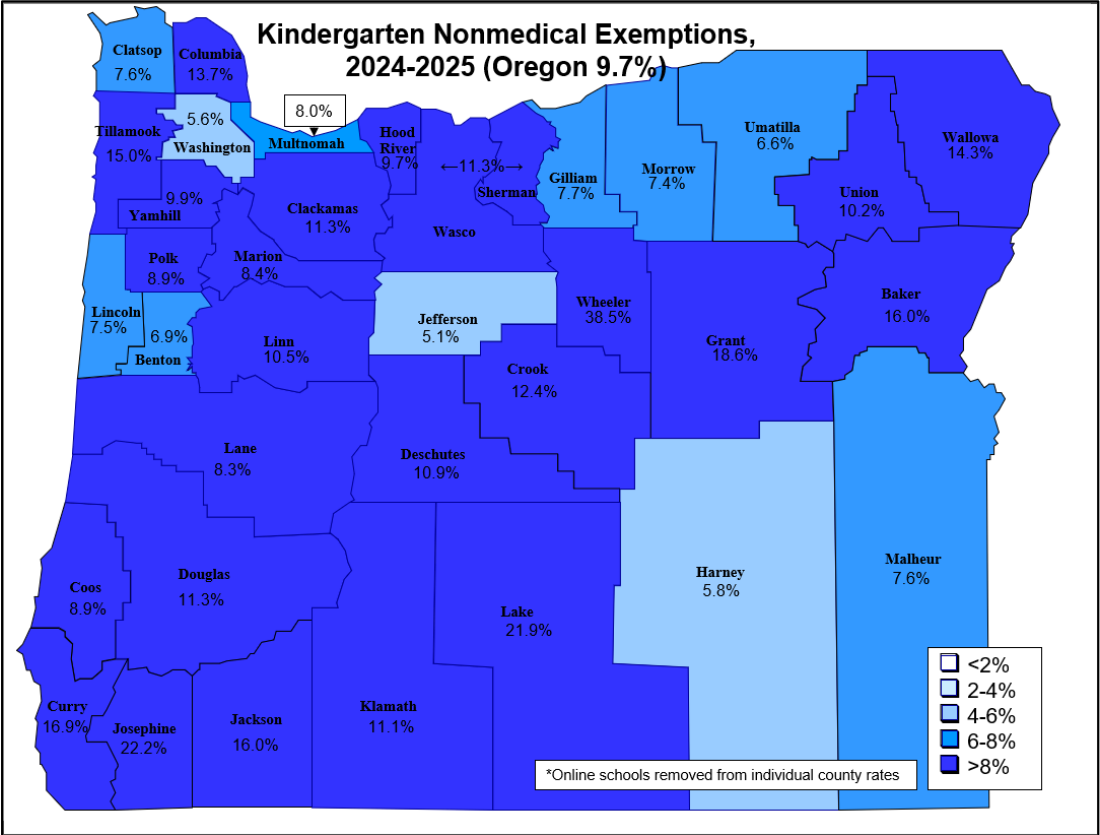 Kindergarten Nonmedical Exemptions,
2024-2025 (Oregon 9.7%)
Clatsop
7.6%
Columbia
13.7%
8.0%
Tillamook
15.0%
5.6%
Washington
Multnomah
Hood
River
9.7%
←11.3%→
Sherman
Wasco
Gilliam
7.7%
Morrow
7.4%
Umatilla
6.6%
Union
10.2%
Wallowa
14.3%
9.9%
Yamhill
Clackamas
11.3%
Polk
8.9%
Marion
8.4%
Lincoln
7.5%
6.9%
Benton
Linn
10.5%
Jefferson
5.1%
Wheeler
38.5%
Grant
18.6%
Baker
16.0%
Crook
12.4%
Lane
8.3%
Deschutes
10.9%
Coos
8.9%
Douglas
11.3%
Lake
21.9%
Harney
5.8%
Malheur
7.6%
Curry
16.9%
Josephine
22.2%
Jackson
16.0%
Klamath
11.1%
<2%
2-4%
4-6%
6-8%
>8%
*Online schools removed from individual county rates